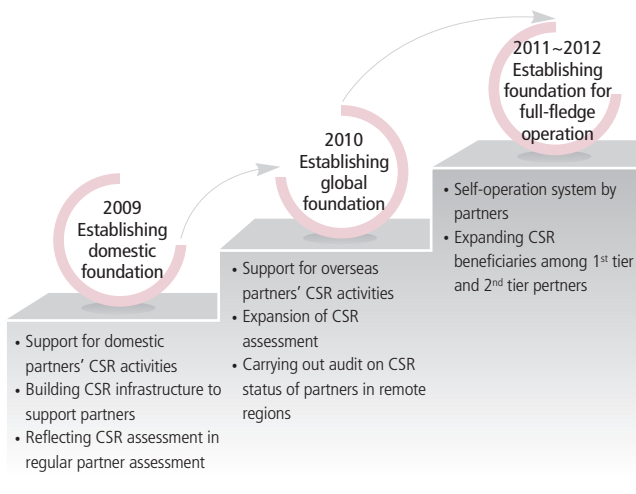 2009
Establishing
domestic
foundation
• Support for domestic
partners' CSR activities
• Building CSR infrastructure to
support partners
• Reflecting CSR assessment in
regular partner assessment
2010
Establishing
global
foundation
• Support for overseas
partners' CSR activities
• Expansion of CSR
assessment
• Carrying out audit on CSR
status of partners in remote
regions
2011~2012
Establishing
foundation for
full-fledge
operation
• Self-operation system by
partners
• Expanding CSR
beneficiaries among 1st tier
and 2nd tier pertners